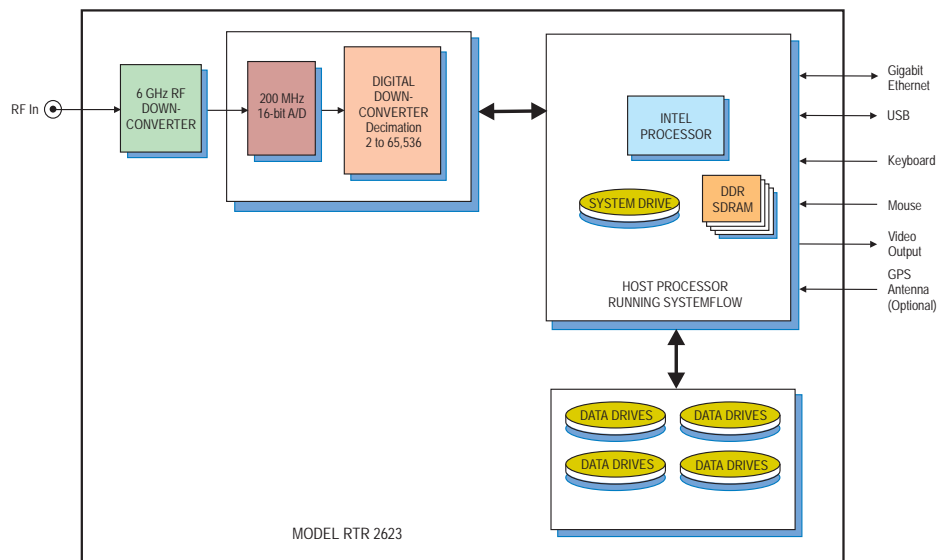 RF In
6 GHz RF
DOWN-
CONVERTER
200 MHz
16-bit A/D
DIGITAL
DOWN-
CONVERTER
Decimation
2 to 65,536
INTEL
PROCESSOR
SYSTEM DRIVE
DDR
SDRAM
HOST PROCESSOR
RUNNING SYSTEMFLOW
Gigabit
Ethernet
USB
Keyboard
Mouse
Video
Output
GPS
Antenna
(Optional)
DATA DRIVES
DATA DRIVES
DATA DRIVES
DATA DRIVES
MODEL RTR 2623